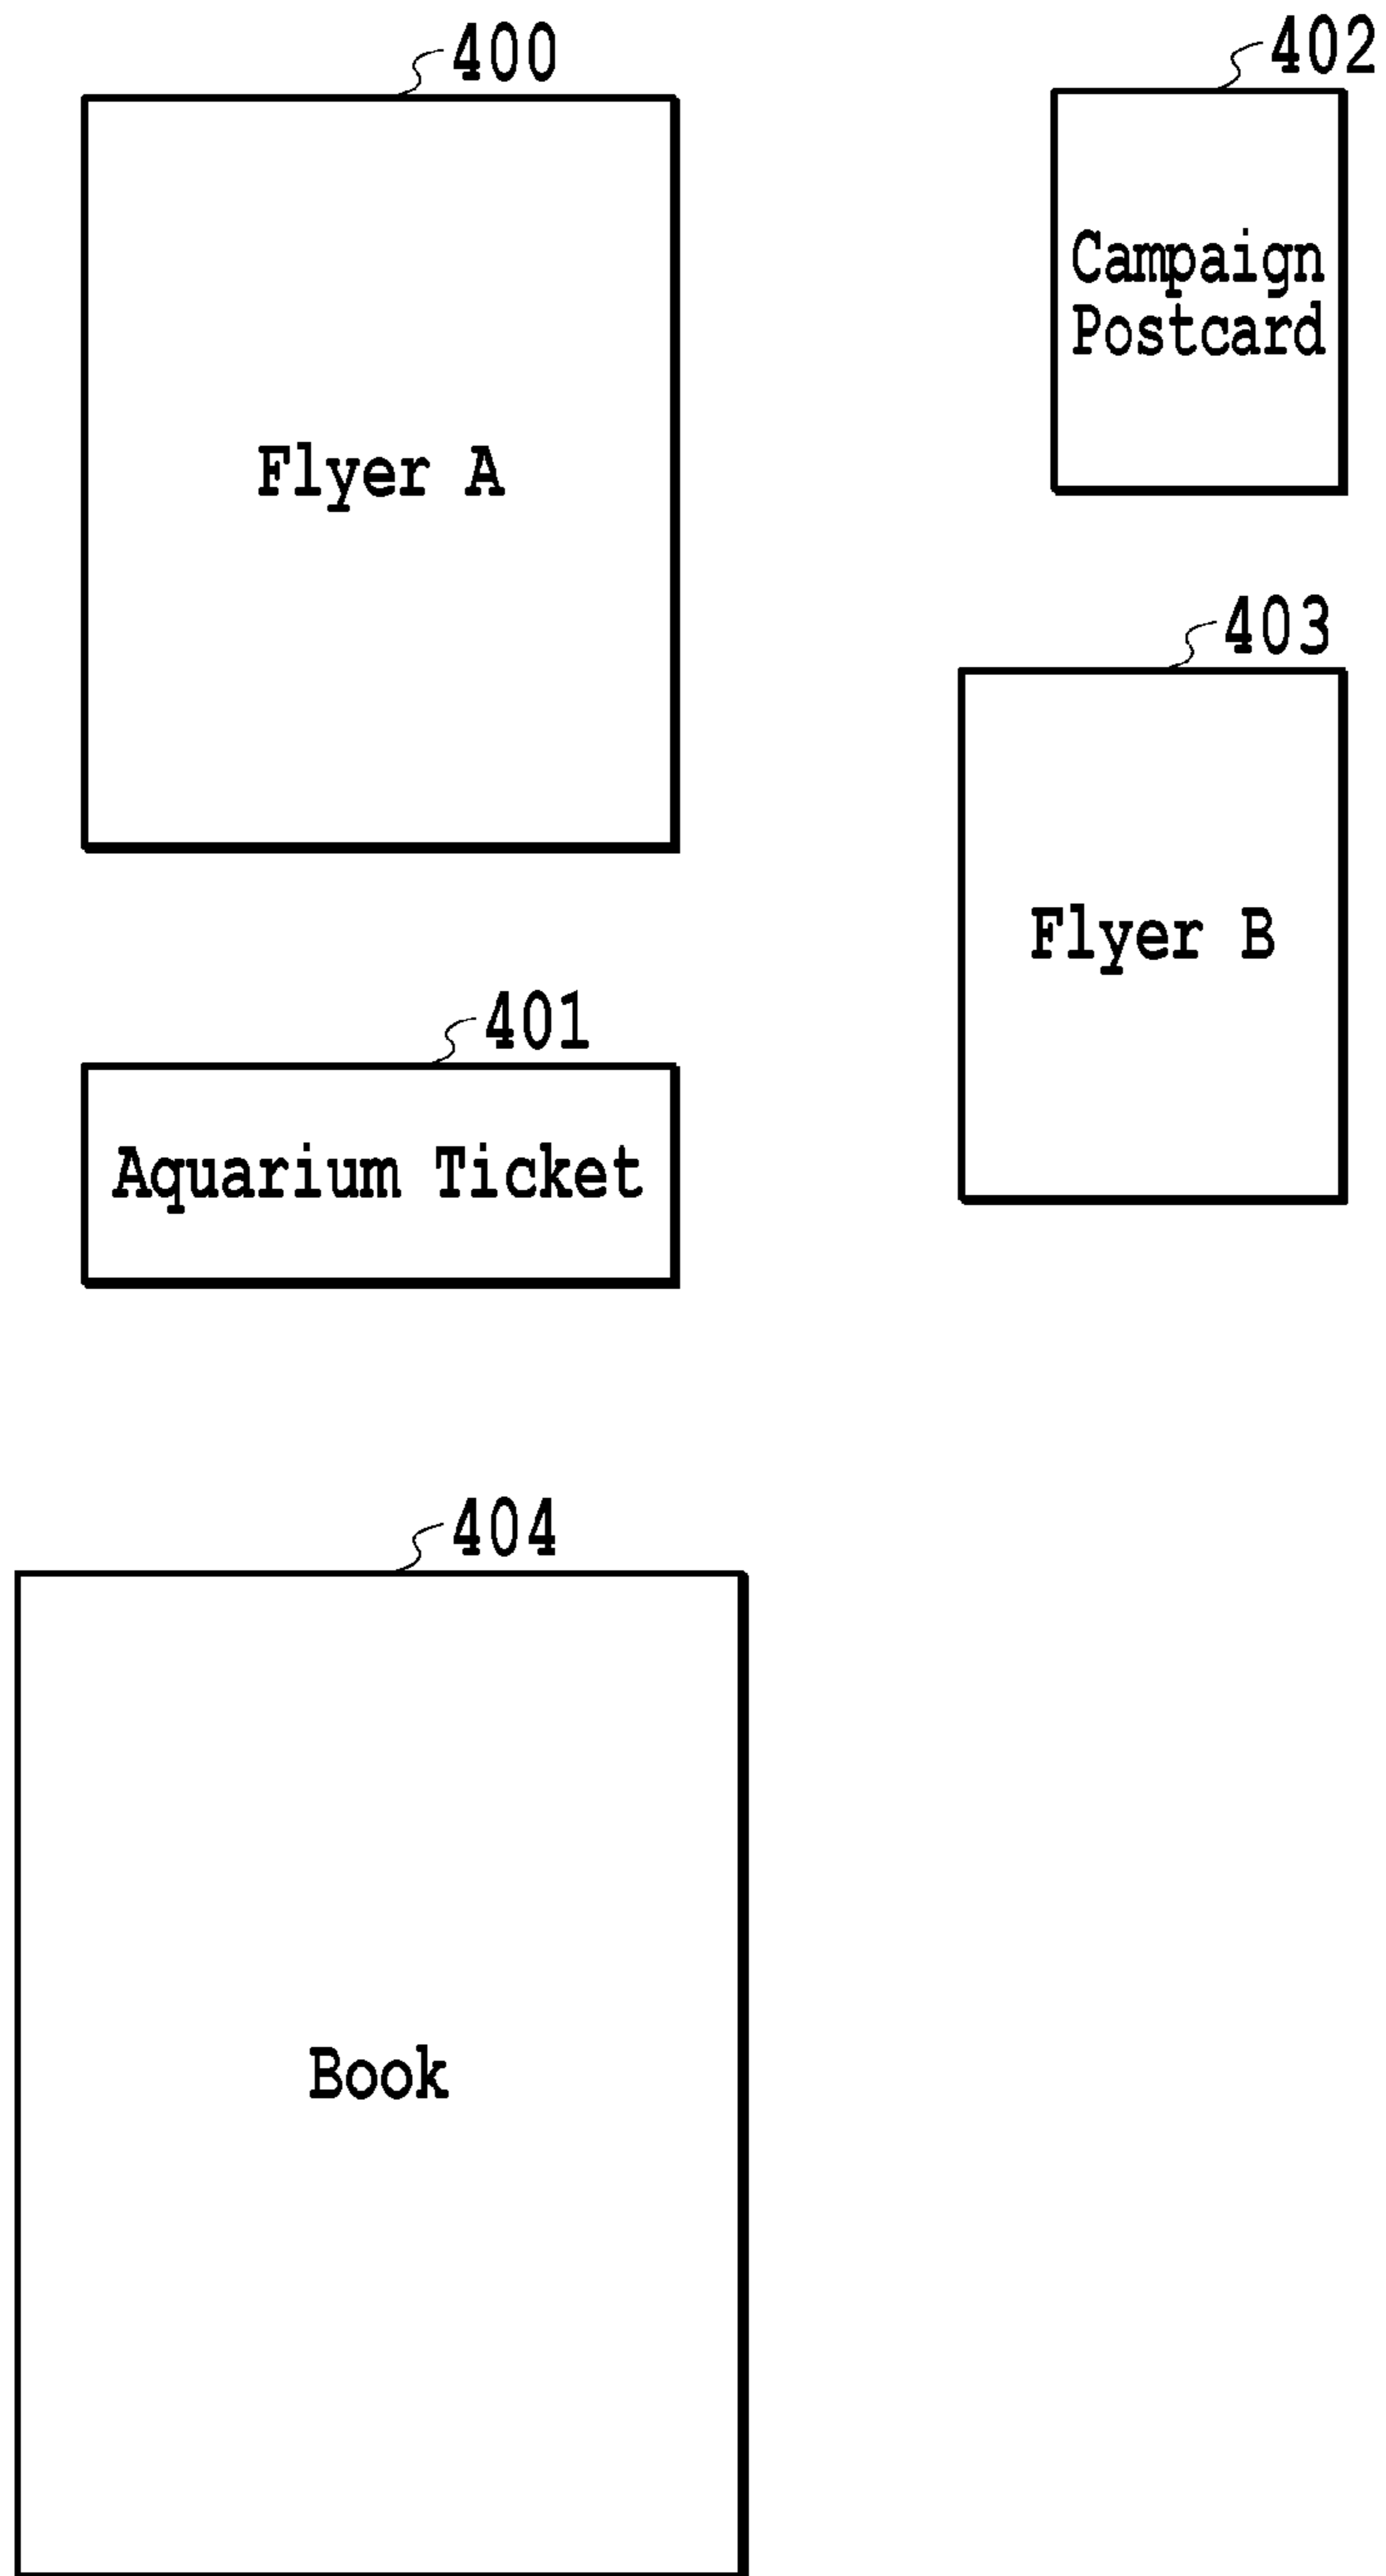 400
Flyer A
402
Campaign
Postcard
403
Flyer B
401
Aquarium Ticket
404
Book